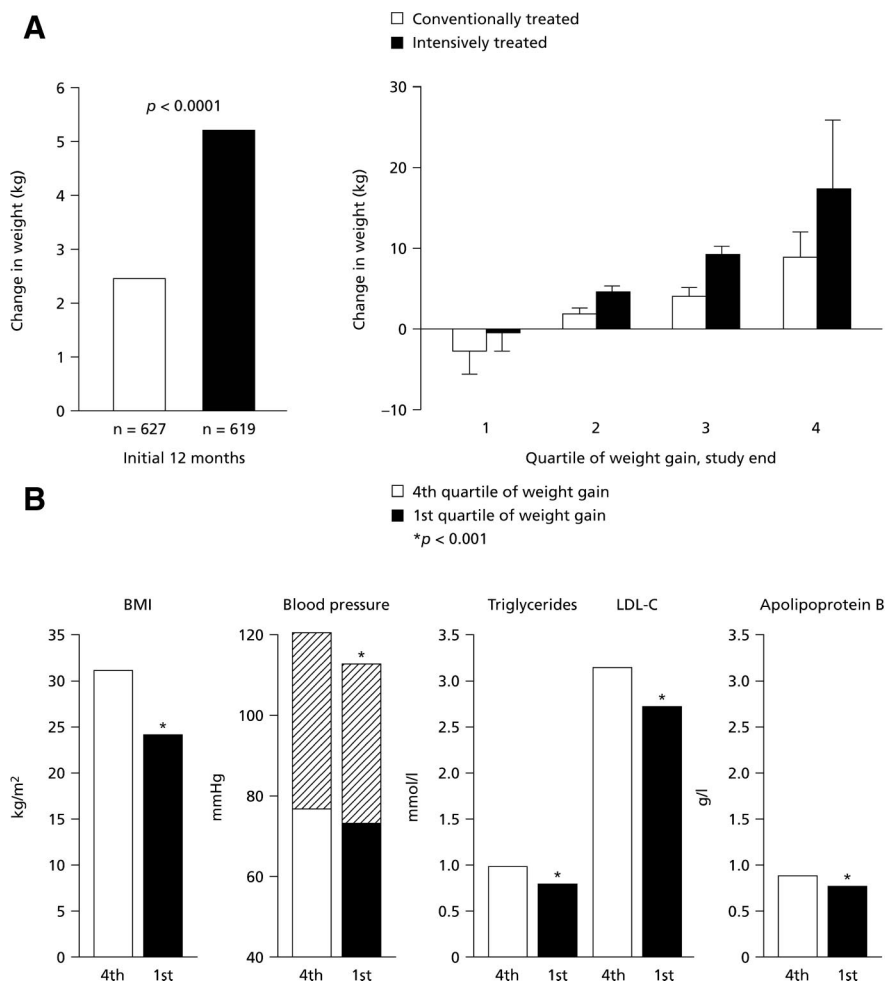 A
Conventionally treated
Intensively treated
Change in weight (kg)
6
5
4
3
2
1
0
p < 0.0001
n = 627
n = 619
Initial 12 months
Change in weight (kg)
30
20
10
0
–10
1
2
3
4
Quartile of weight gain, study end
B
4th quartile of weight gain
1st quartile of weight gain
*p < 0.001
BMI
kg/m²
35
30
25
20
15
10
5
0
*
4th
1st
Blood pressure
mmHg
120
100
80
60
40
*
4th
1st
Triglycerides
LDL-C
mmol/l
3.5
3.0
2.5
2.0
1.5
1.0
0.5
0
*
*
4th
1st
4th
1st
Apolipoprotein B
g/l
3.5
3.0
2.5
2.0
1.5
1.0
0.5
0
*
4th
1st